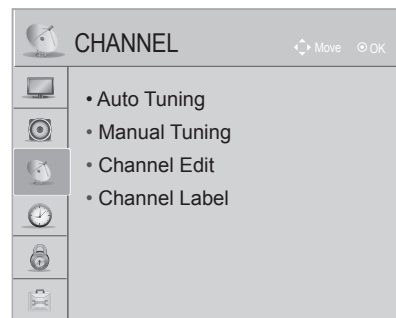 CHANNEL
Move OK
• Auto Tuning
• Manual Tuning
• Channel Edit
• Channel Label